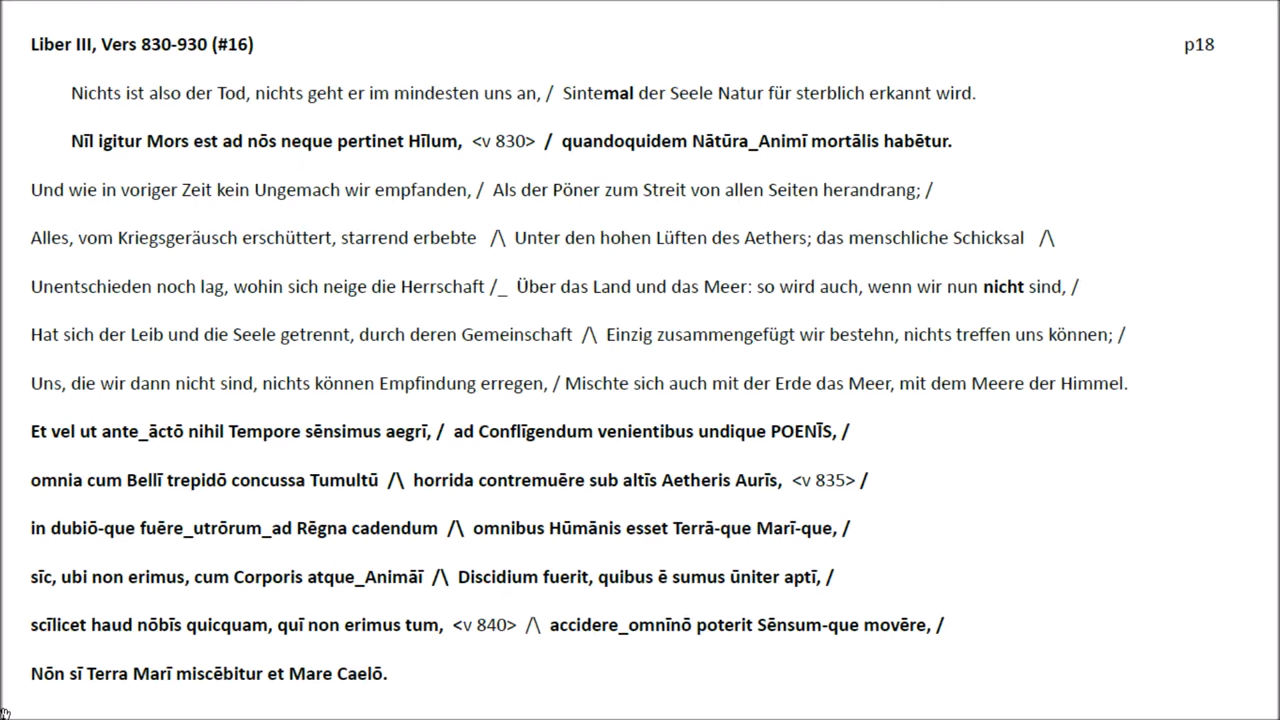 Liber III, Vers 830-930 (#16) p18
Nichts ist also der Tod, nichts geht er im mindesten uns an, / Sintemal der Seele Natur für sterblich erkannt wird.
Nīl igitur Mors est ad nōs neque pertinet Hīlum, <v 830> / quandoquidem Nātūra_Animī mortālis habētur.
Und wie in voriger Zeit kein Ungemach wir empfanden, / Als der Pöner zum Streit von allen Seiten herandrang; /
Alles, vom Kriegsgeräusch erschüttert, starrend erbebte /\ Unter den hohen Lüften des Aethers; das menschliche Schicksal /\
Unentschieden noch lag, wohin sich neige die Herrschaft /_ Über das Land und das Meer: so wird auch, wenn wir nun nicht sind, /
Hat sich der Leib und die Seele getrennt, durch deren Gemeinschaft /\ Einzig zusammengefügt wir bestehn, nichts treffen uns können; /
Uns, die wir dann nicht sind, nichts können Empfindung erregen, / Mischte sich auch mit der Erde das Meer, mit dem Meere der Himmel.
Et vel ut ante_āctō nihil Tempore sēnsimus aegrī, / ad Conflīgendum venientibus undique POENĪS, /
omnia cum Bellī trepidō concussa Tumultū /\ horrida contremuēre sub altīs Aetheris Aurīs, <v 835> /
in dubiō-que fuēre_utrōrum_ad Rēgna cadendum /\ omnibus Hūmānis esset Terrā-que Marī-que, /
sīc, ubi non erimus, cum Corporis atque_Animāī /\ Discidium fuerit, quibus ē sumus ūniter aptī, /
scīlicet haud nōbīs quicquam, quī non erimus tum, <v 840> /\ accidere_omnīnō poterit Sēnsum-que movēre, /
Nōn sī Terra Marī miscēbitur et Mare Caelō.